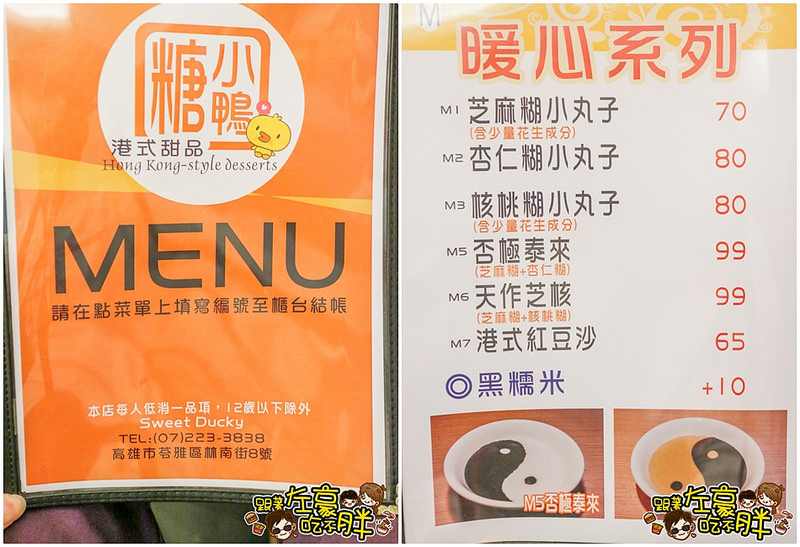 糖小鴨
港式甜品
Hong Kong-style desserts
MENU
請在點菜單上填寫編號至櫃台結帳
本店每人低消一品項，12歲以下除外
Sweet Ducky
TEL:(07)223-3838
高雄市苓雅區林南街8號
跟著左豪吃不胖
M
暖心系列
M1 芝麻糊小丸子 70
(含少量花生成分)
M2 杏仁糊小丸子 80
M3 核桃糊小丸子 80
(含少量花生成分)
M5 否極泰來 99
(芝麻糊+杏仁糊)
M6 天作芝核 99
(芝麻糊+核桃糊)
M7 港式紅豆沙 65
◎黑糯米 +10
M5否極泰來
跟著左豪吃不胖